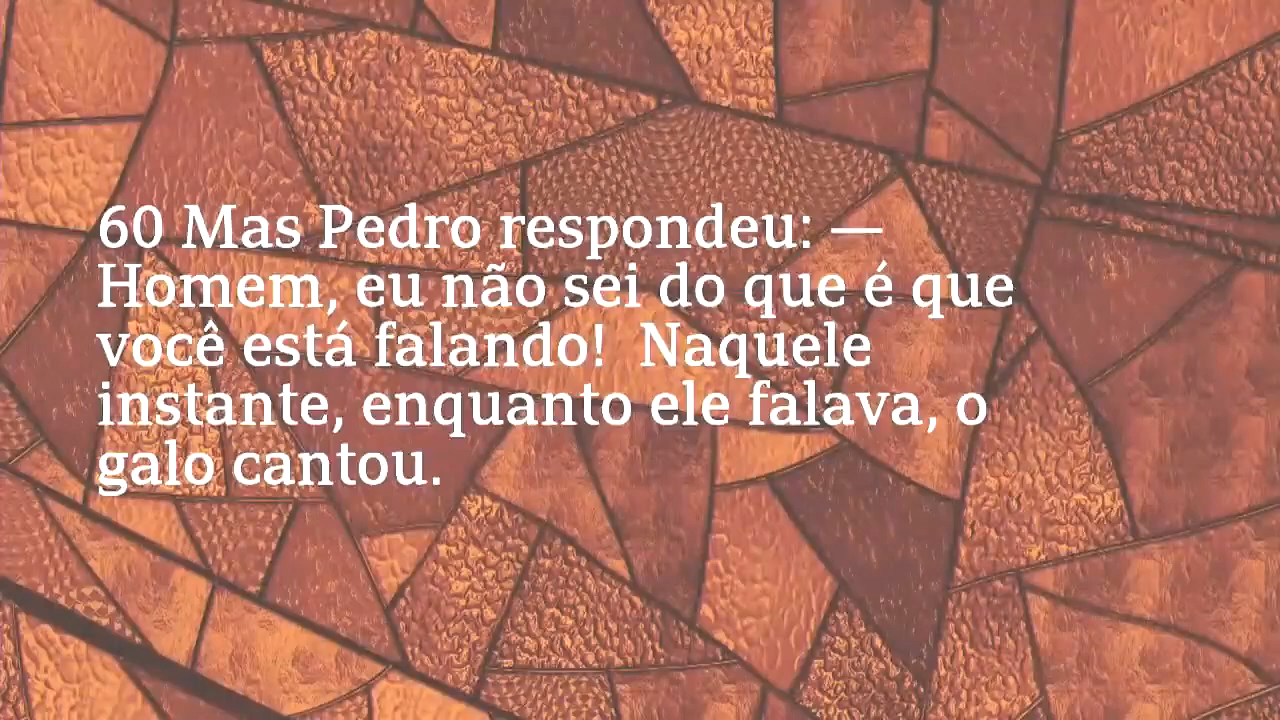 60 Mas Pedro respondeu: —
Homem, eu não sei do que é que
você está falando!  Naquele
instante, enquanto ele falava, o
galo cantou.